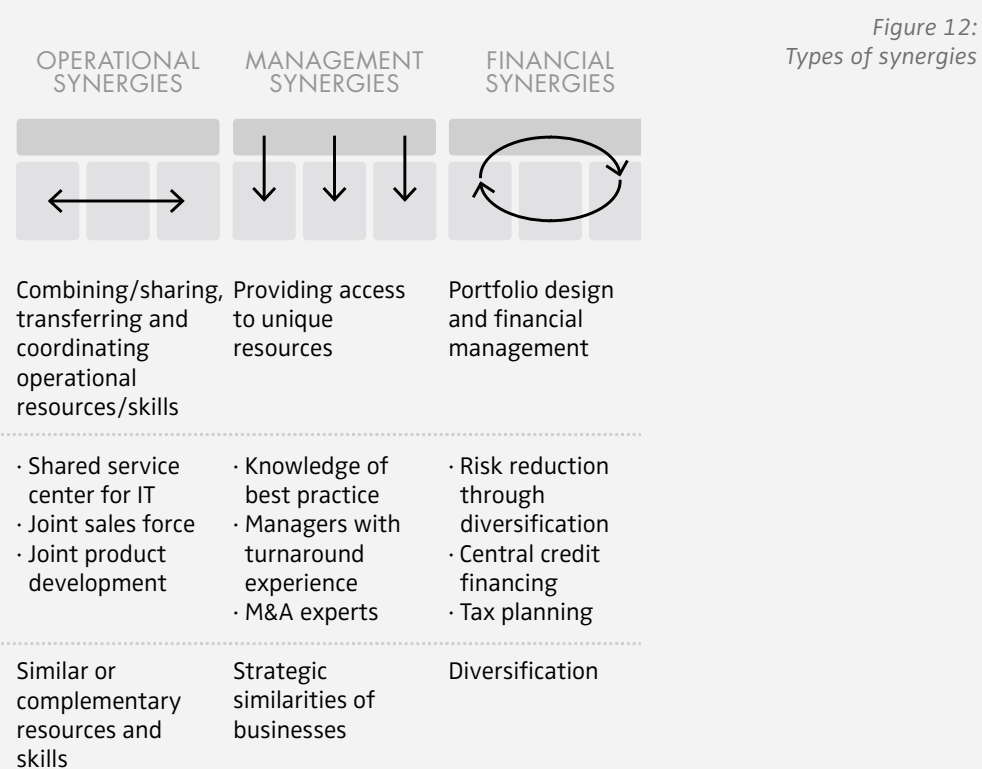 Figure 12:
Types of synergies
OPERATIONAL
SYNERGIES
MANAGEMENT
SYNERGIES
FINANCIAL
SYNERGIES
Combining/sharing,
transferring and
coordinating
operational
resources/skills
Providing access
to unique
resources
Portfolio design
and financial
management
· Shared service
center for IT
· Joint sales force
· Joint product
development
· Knowledge of
best practice
· Managers with
turnaround
experience
· M&A experts
· Risk reduction
through
diversification
· Central credit
financing
· Tax planning
Similar or
complementary
resources and
skills
Strategic
similarities of
businesses
Diversification